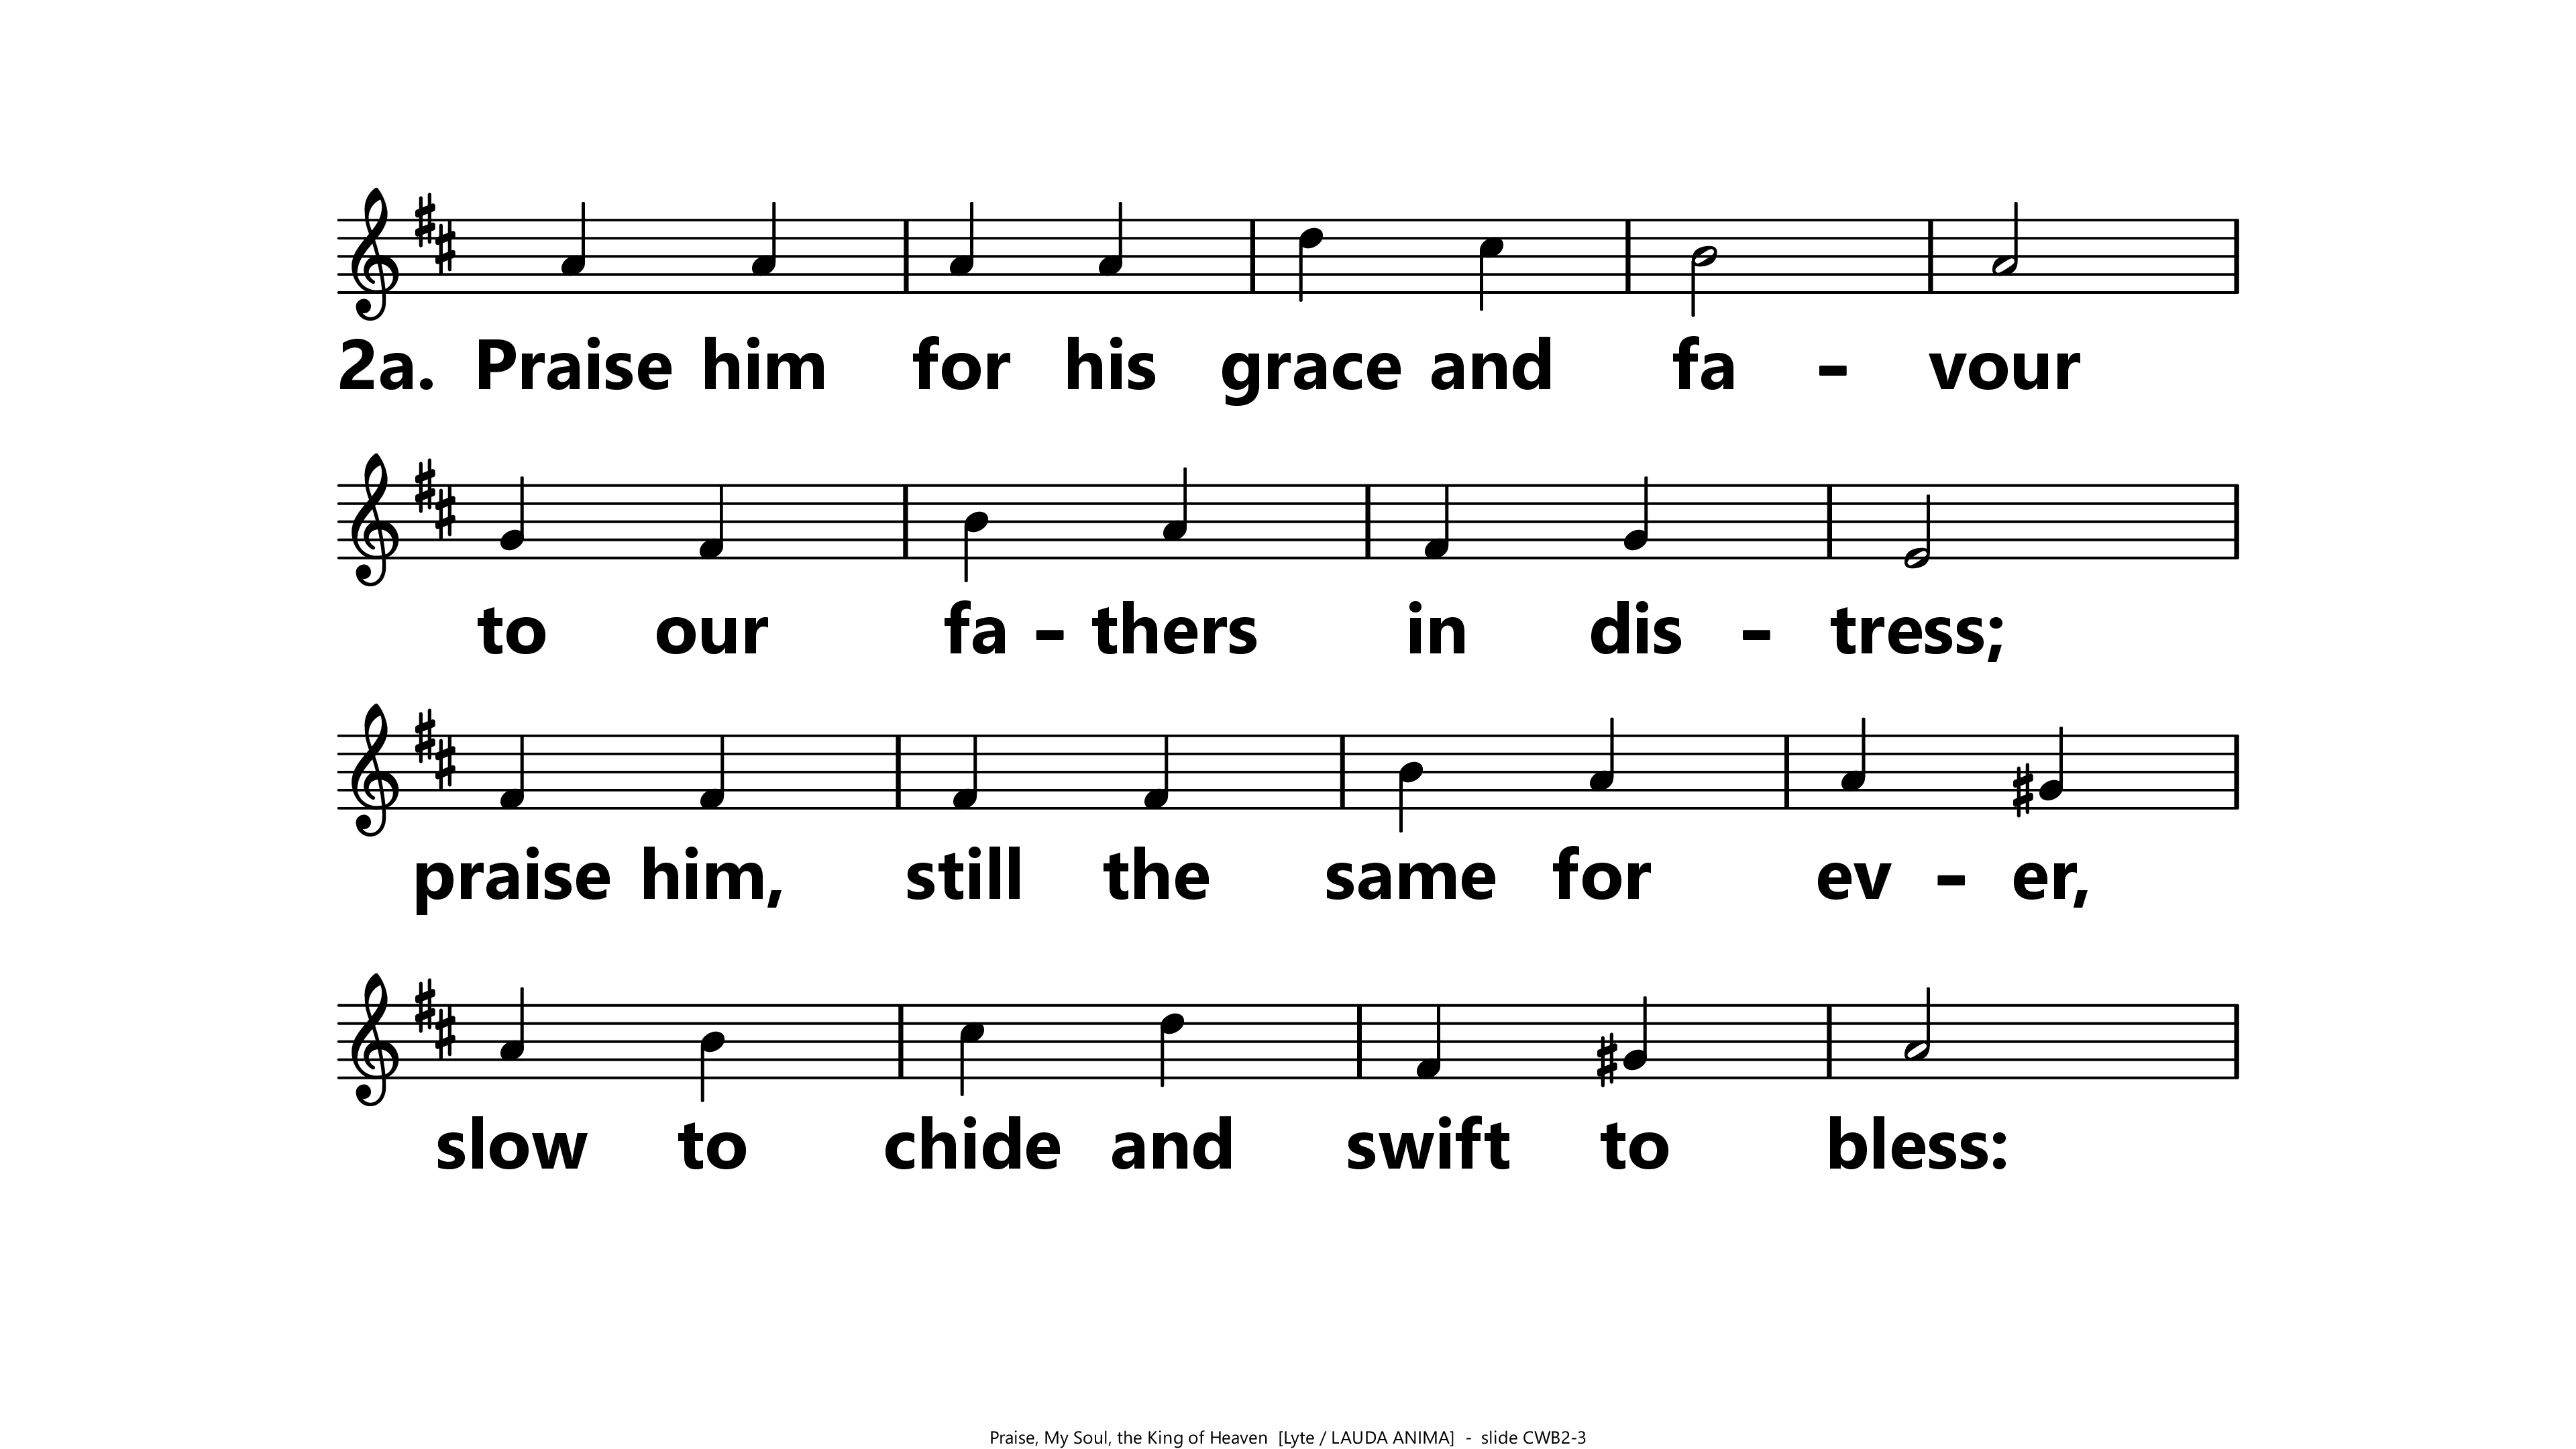 2a. Praise him for his grace and fa - vour
to our fa - thers in dis - tress;
praise him, still the same for ev - er,
slow to chide and swift to bless:
Praise, My Soul, the King of Heaven [Lyte / LAUDA ANIMA] - slide CWB2-3